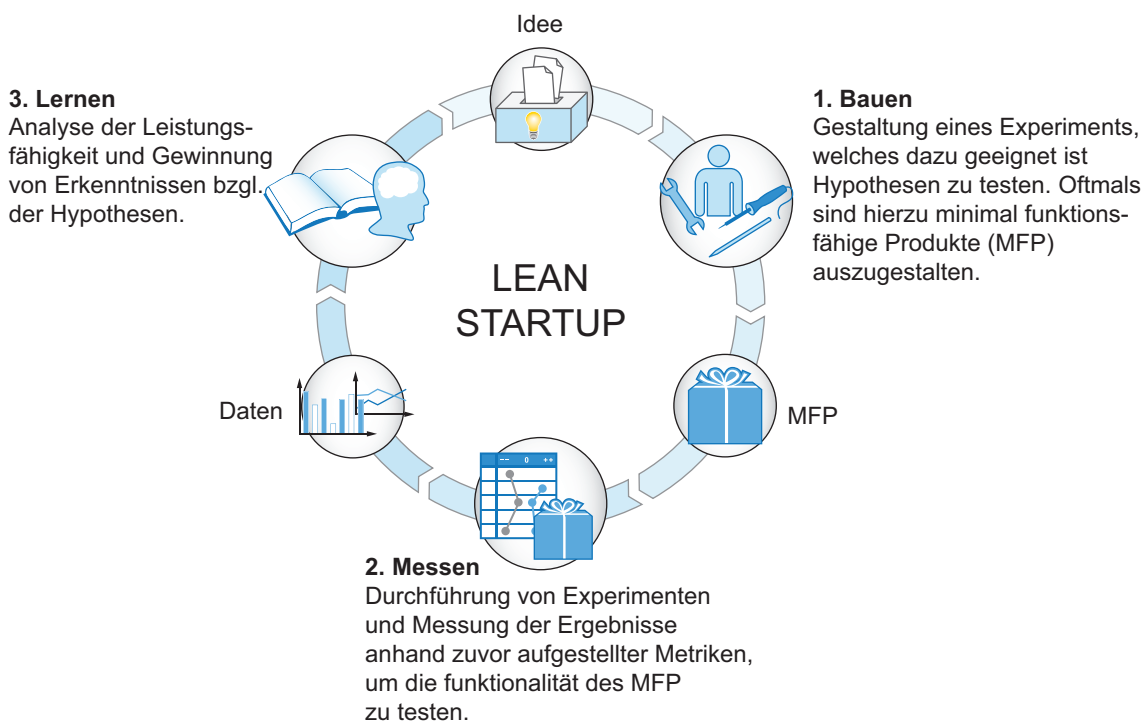 Idee
3. Lernen
Analyse der Leistungs-
fähigkeit und Gewinnung
von Erkenntnissen bzgl.
der Hypothesen.
1. Bauen
Gestaltung eines Experiments,
welches dazu geeignet ist
Hypothesen zu testen. Oftmals
sind hierzu minimal funktions-
fähige Produkte (MFP)
auszugestalten.
LEAN
STARTUP
Daten
MFP
-- 0 ++
2. Messen
Durchführung von Experimenten
und Messung der Ergebnisse
anhand zuvor aufgestellter Metriken,
um die funktionalität des MFP
zu testen.